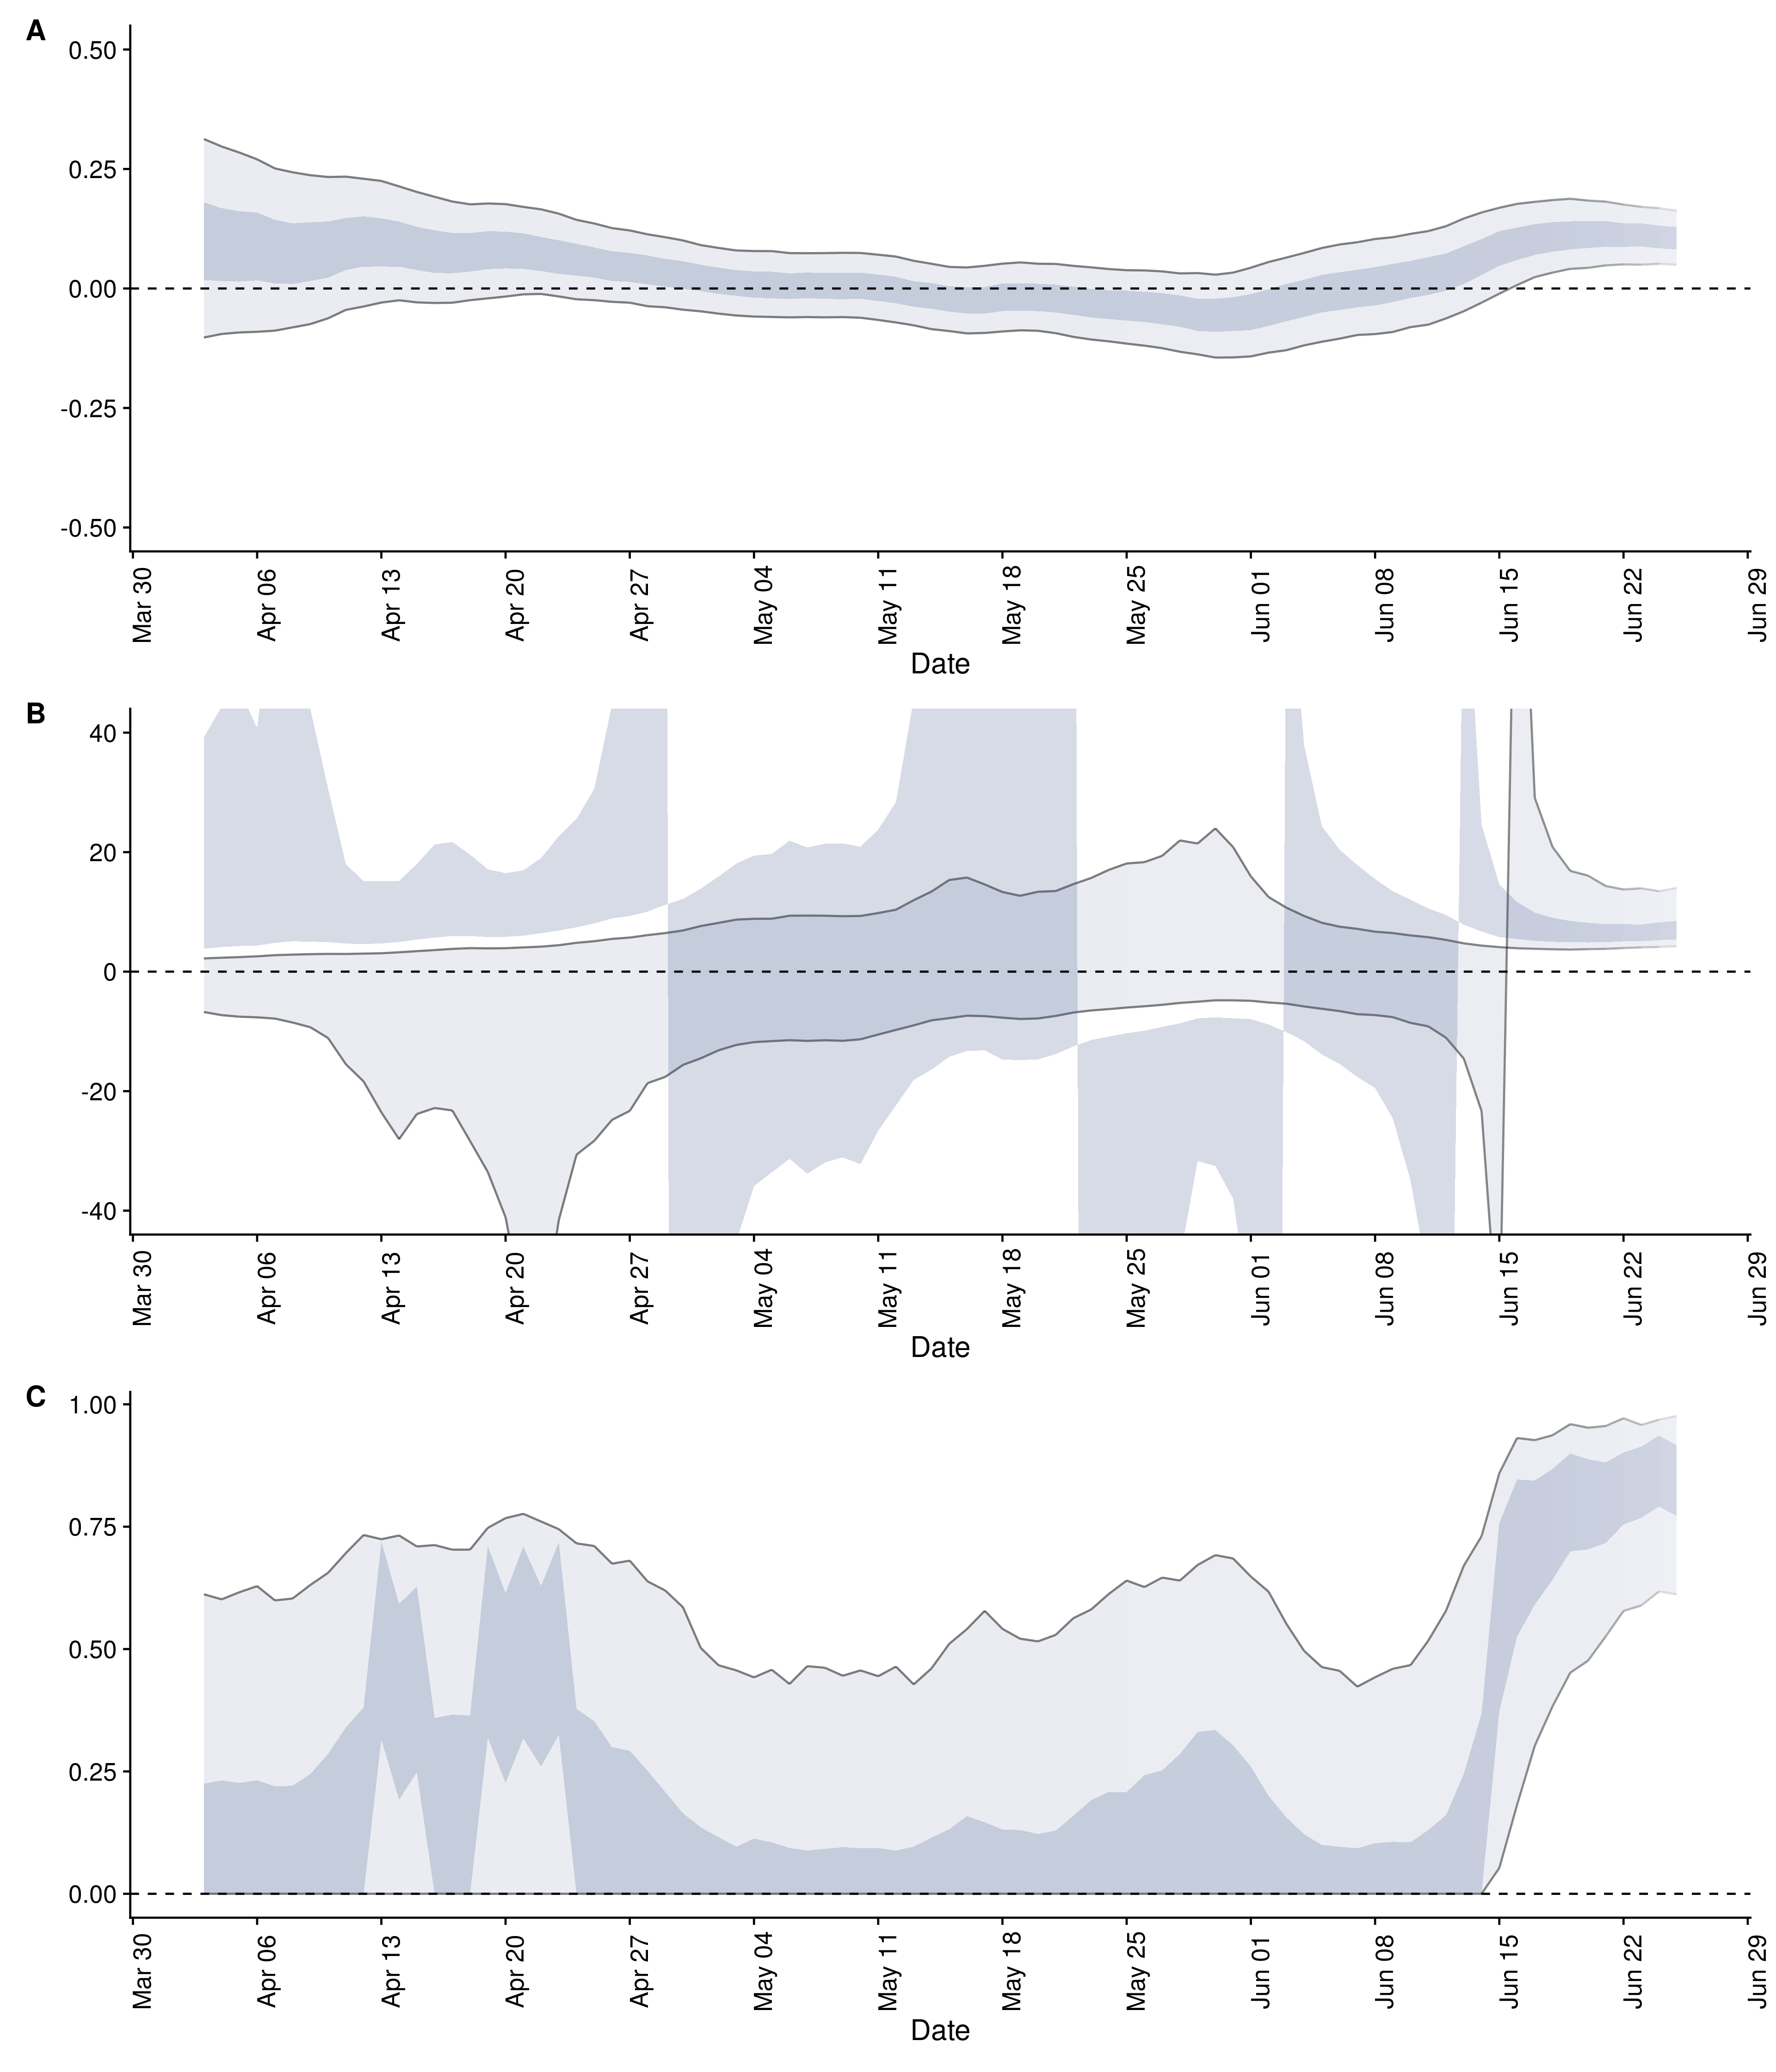 A
0.50
0.25
0.00
-0.25
-0.50
Mar 30
Apr 06
Apr 13
Apr 20
Apr 27
May 04
May 11
May 18
May 25
Jun 01
Jun 08
Jun 15
Jun 22
Jun 29
Date
B
40
20
0
-20
-40
Mar 30
Apr 06
Apr 13
Apr 20
Apr 27
May 04
May 11
May 18
May 25
Jun 01
Jun 08
Jun 15
Jun 22
Jun 29
Date
C
1.00
0.75
0.50
0.25
0.00
Mar 30
Apr 06
Apr 13
Apr 20
Apr 27
May 04
May 11
May 18
May 25
Jun 01
Jun 08
Jun 15
Jun 22
Jun 29
Date